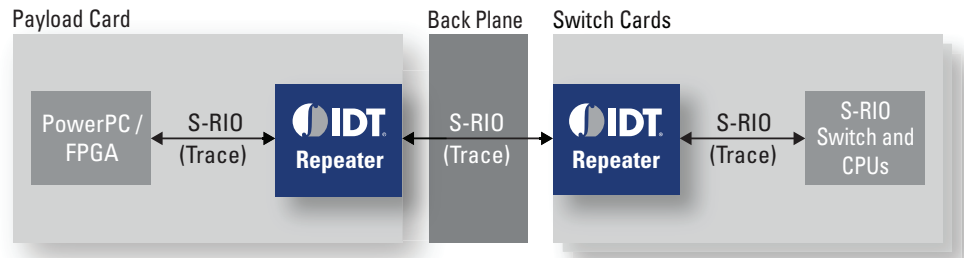 Payload Card
Back Plane
Switch Cards
PowerPC /
FPGA
S-RIO
(Trace)
IDT.
Repeater
S-RIO
(Trace)
IDT.
Repeater
S-RIO
(Trace)
S-RIO
Switch and
CPUs